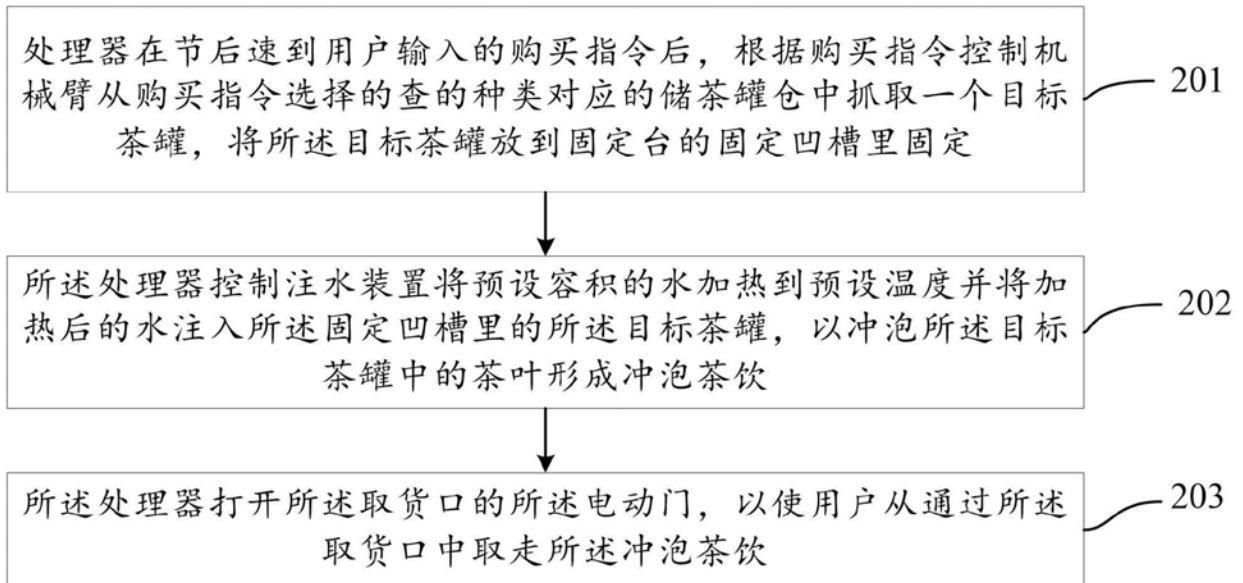 处理器在节后速到用户输入的购买指令后，根据购买指令控制机
械臂从购买指令选择的查的种类对应的储茶罐仓中抓取一个目标
茶罐，将所述目标茶罐放到固定台的固定凹槽里固定
201
所述处理器控制注水装置将预设容积的水加热到预设温度并将加
热后的水注入所述固定凹槽里的所述目标茶罐，以冲泡所述目标
茶罐中的茶叶形成冲泡茶饮
202
所述处理器打开所述取货口的所述电动门，以使用户从通过所述
取货口中取走所述冲泡茶饮
203